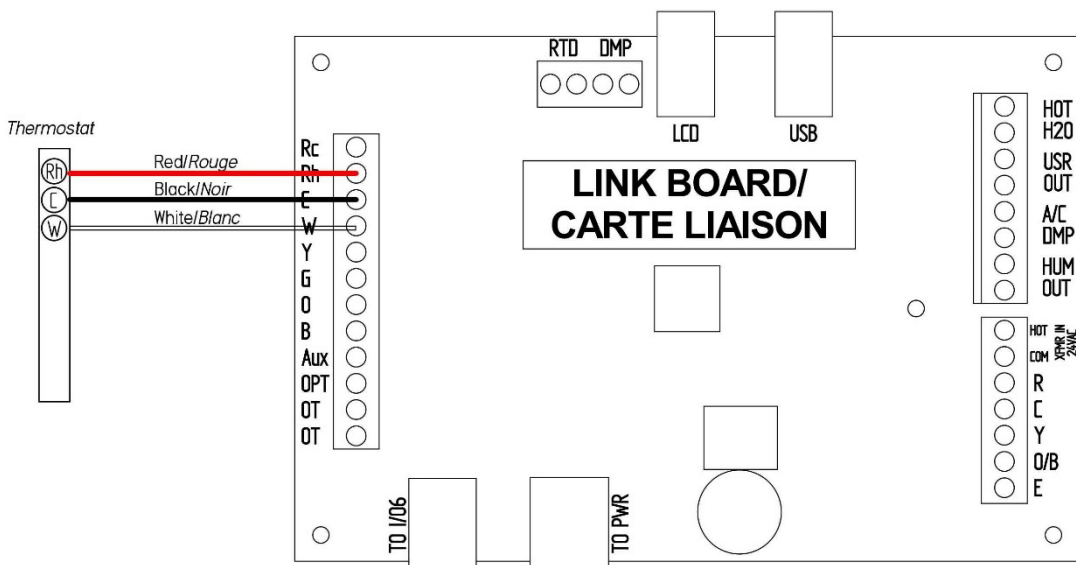 RTD DMP
LCD
USB
Thermostat
Rh
C
W
Red/Rouge
Black/Noir
White/Blanc
Rc
Rh
C
W
Y
G
O
B
Aux
OPT
OT
OT
LINK BOARD/
CARTE LIAISON
HOT
H2O
USR
OUT
A/C
DMP
HUM
OUT
HOT
COM
XFMR IN
24VAC
R
C
Y
O/B
E
TO I/O6
TO PWR